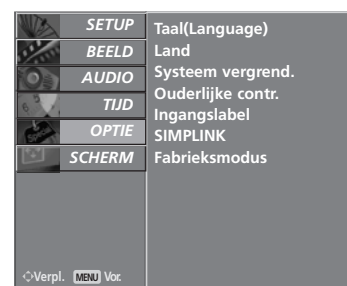 SETUP
BEELD
AUDIO
TIJD
OPTIE
SCHERM
Taal(Language)
Land
Systeem vergrend.
Ouderlijke contr.
Ingangslabel
SIMPLINK
Fabrieksmodus
Verpl. MENU Vor.